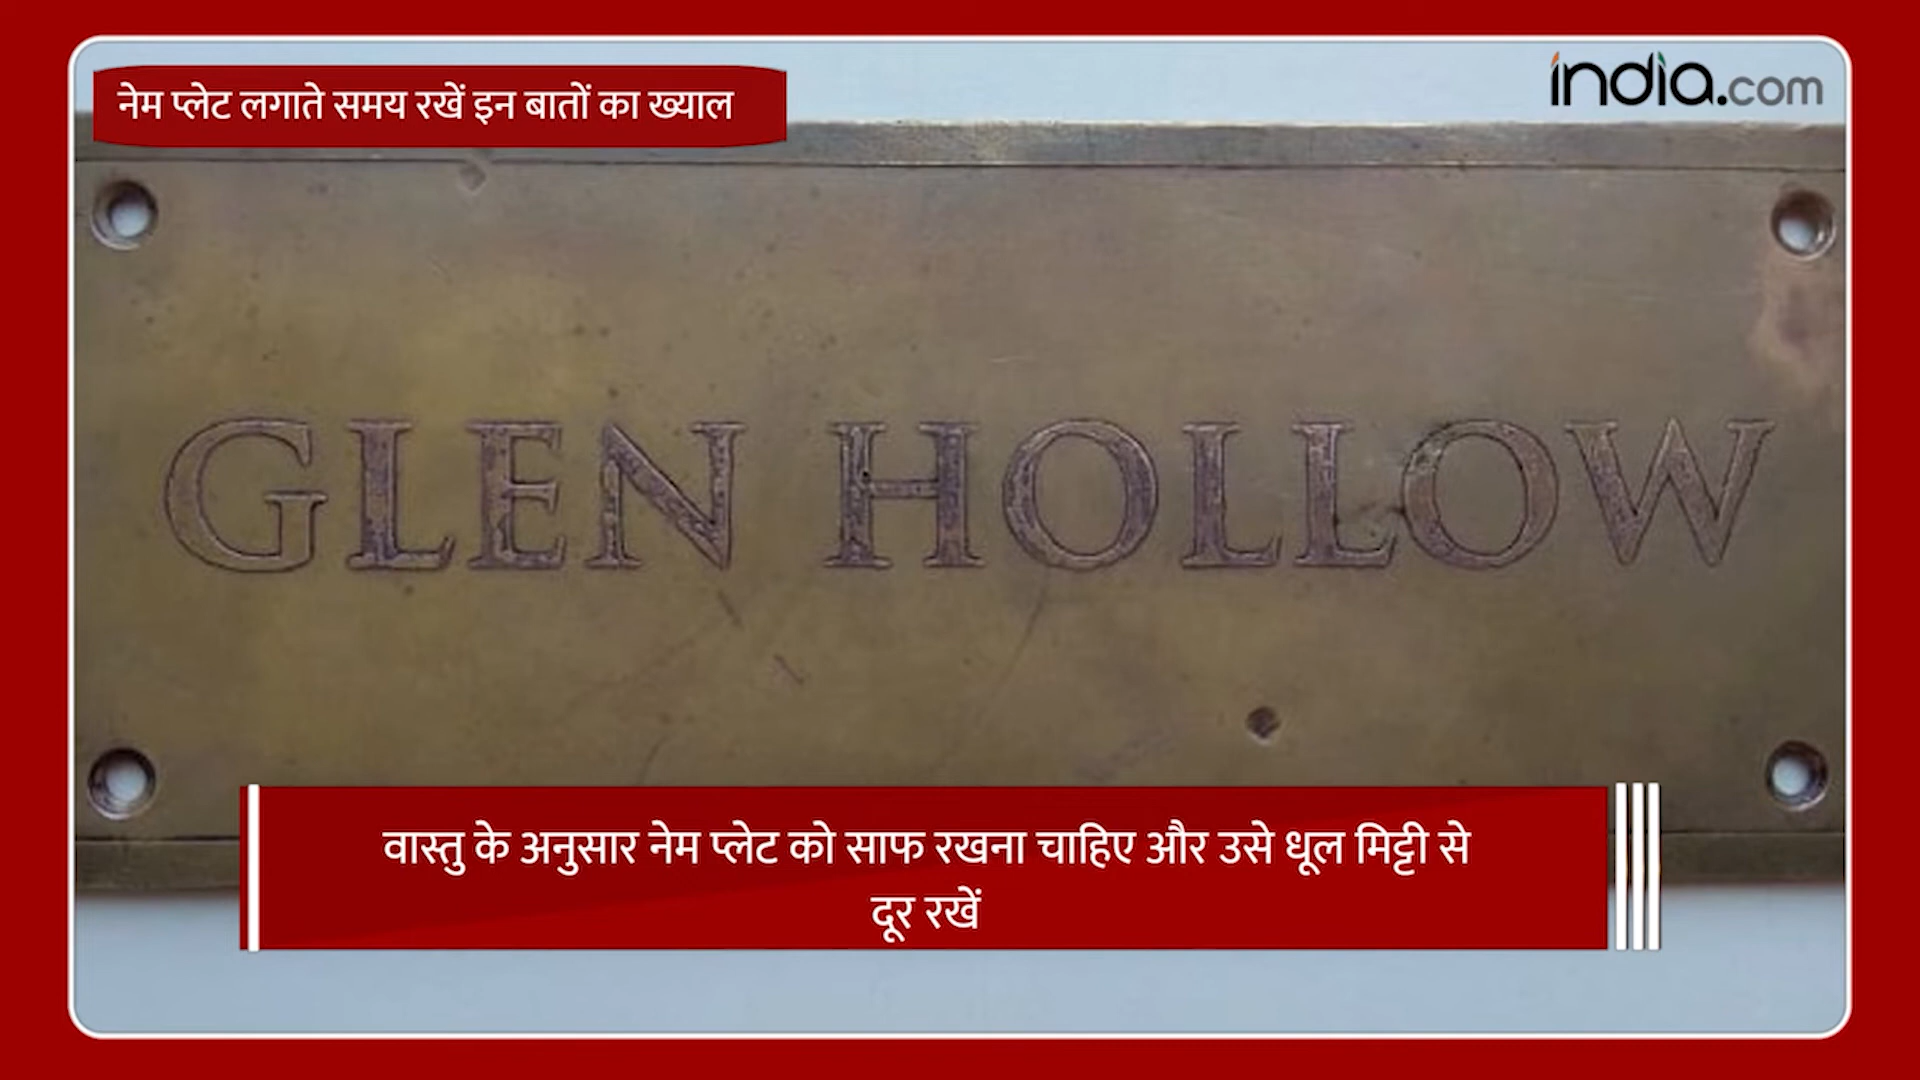 नेम प्लेट लगाते समय रखें इन बातों का ख्याल
india.com
GLEN HOLLOW
वास्तु के अनुसार नेम प्लेट को साफ रखना चाहिए और उसे धूल मिट्टी से
दूर रखें